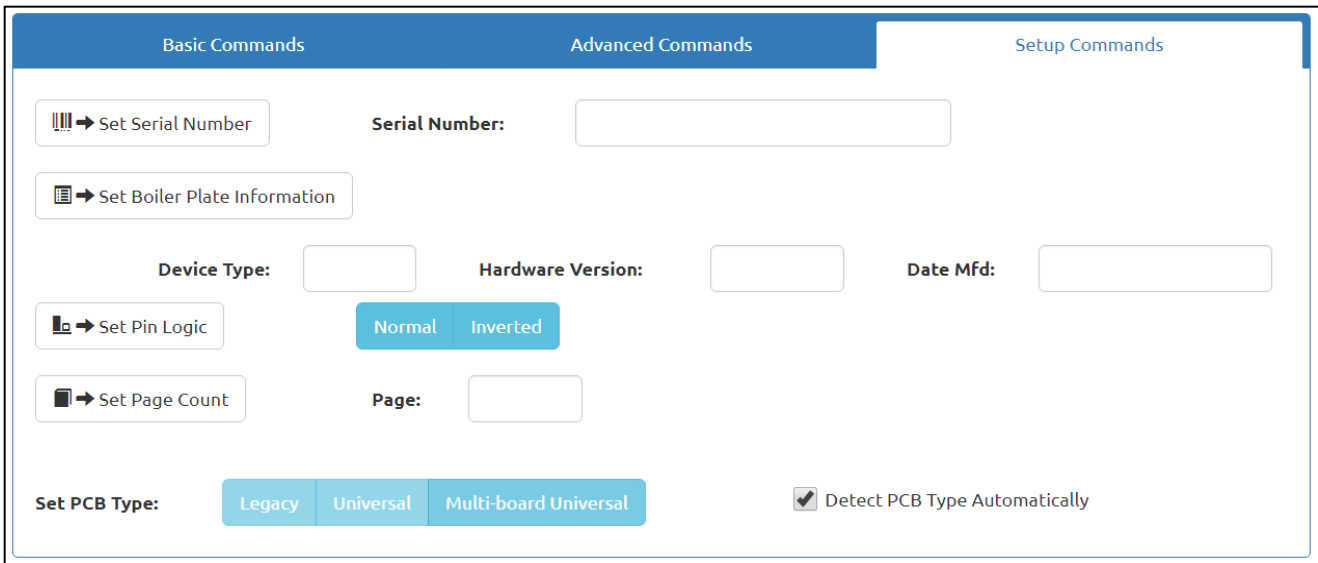 Basic Commands Advanced Commands Setup Commands
Set Serial Number Serial Number:
Set Boiler Plate Information
Device Type: Hardware Version: Date Mfd:
Set Pin Logic Normal Inverted
Set Page Count Page:
Set PCB Type: Legacy Universal Multi-board Universal Detect PCB Type Automatically